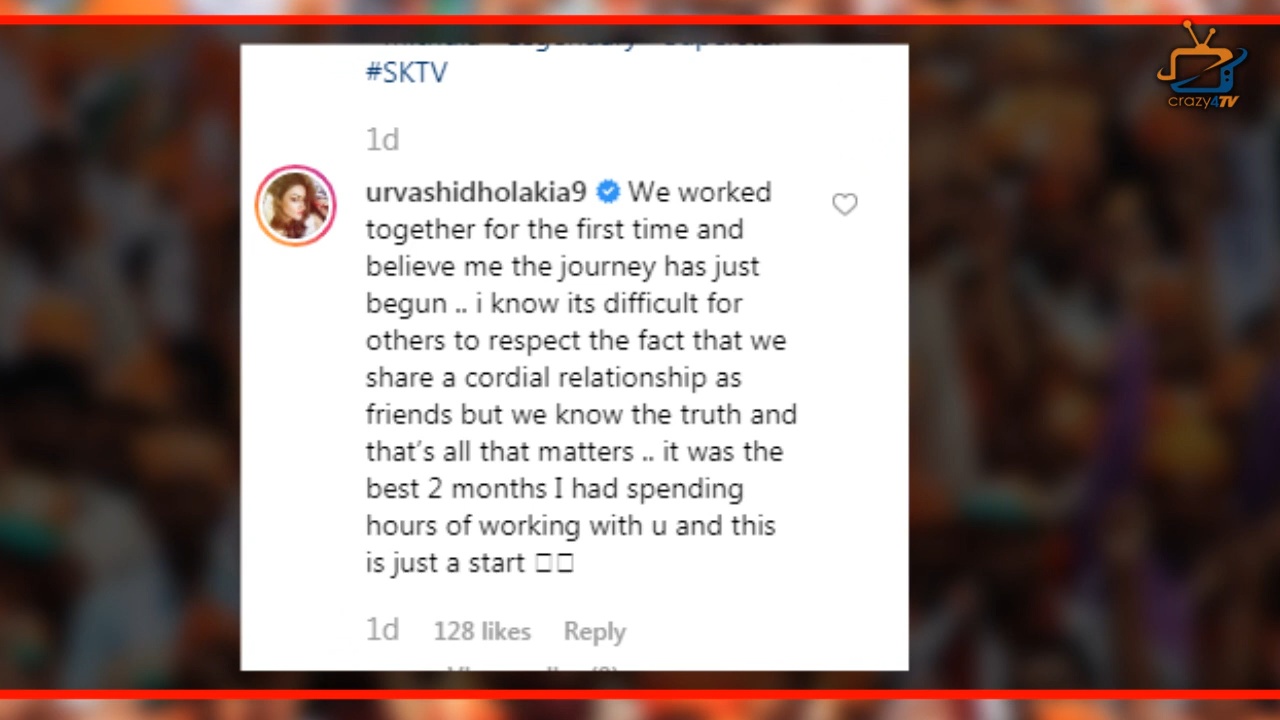 #SKTV
crazy4TV
1d
urvashidholakia9 We worked
together for the first time and
believe me the journey has just
begun .. i know its difficult for
others to respect the fact that we
share a cordial relationship as
friends but we know the truth and
that's all that matters .. it was the
best 2 months I had spending
hours of working with u and this
is just a start □□
1d 128 likes Reply